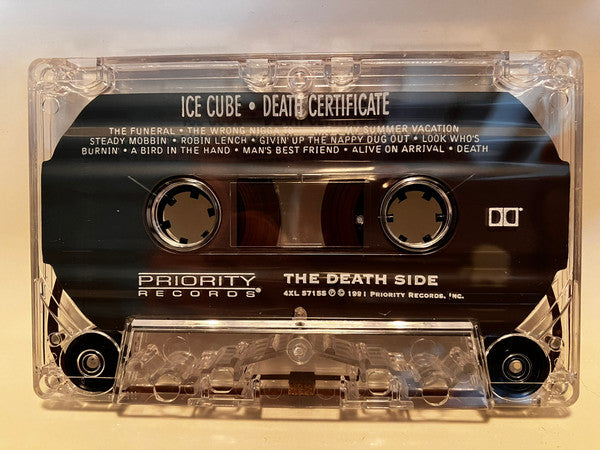 ICE CUBE • DEATH CERTIFICATE
THE FUNERAL • THE WRONG NIGGA TO MY SUMMER VACATION
STEADY MOBBIN' • ROBIN LENCH • GIVIN' UP THE NAPPY DUG OUT • LOOK WHO'S
BURNIN' • A BIRD IN THE HAND • MAN'S BEST FRIEND • ALIVE ON ARRIVAL • DEATH
PRIORITY
RECORDS®
THE DEATH SIDE
4XL 57155 ℗ © 1991 PRIORITY RECORDS, INC.